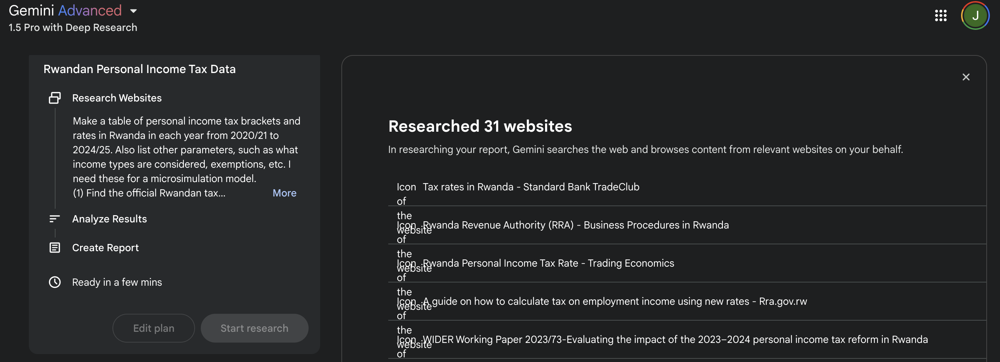 Gemini Advanced
1.5 Pro with Deep Research
J
Rwandan Personal Income Tax Data
Research Websites
Make a table of personal income tax brackets and
rates in Rwanda in each year from 2020/21 to
2024/25. Also list other parameters, such as what
income types are considered, exemptions, etc. I
need these for a microsimulation model.
(1) Find the official Rwandan tax...
More
Analyze Results
Create Report
Ready in a few mins
Edit plan
Start research
Researched 31 websites
In researching your report, Gemini searches the web and browses content from relevant websites on your behalf.
Icon Tax rates in Rwanda - Standard Bank TradeClub
of
the
website
Icon Rwanda Revenue Authority (RRA) - Business Procedures in Rwanda
of
the
website
Icon Rwanda Personal Income Tax Rate - Trading Economics
of
the
website
Icon A guide on how to calculate tax on employment income using new rates - Rra.gov.rw
of
the
website
Icon WIDER Working Paper 2023/73-Evaluating the impact of the 2023–2024 personal income tax reform in Rwanda
of